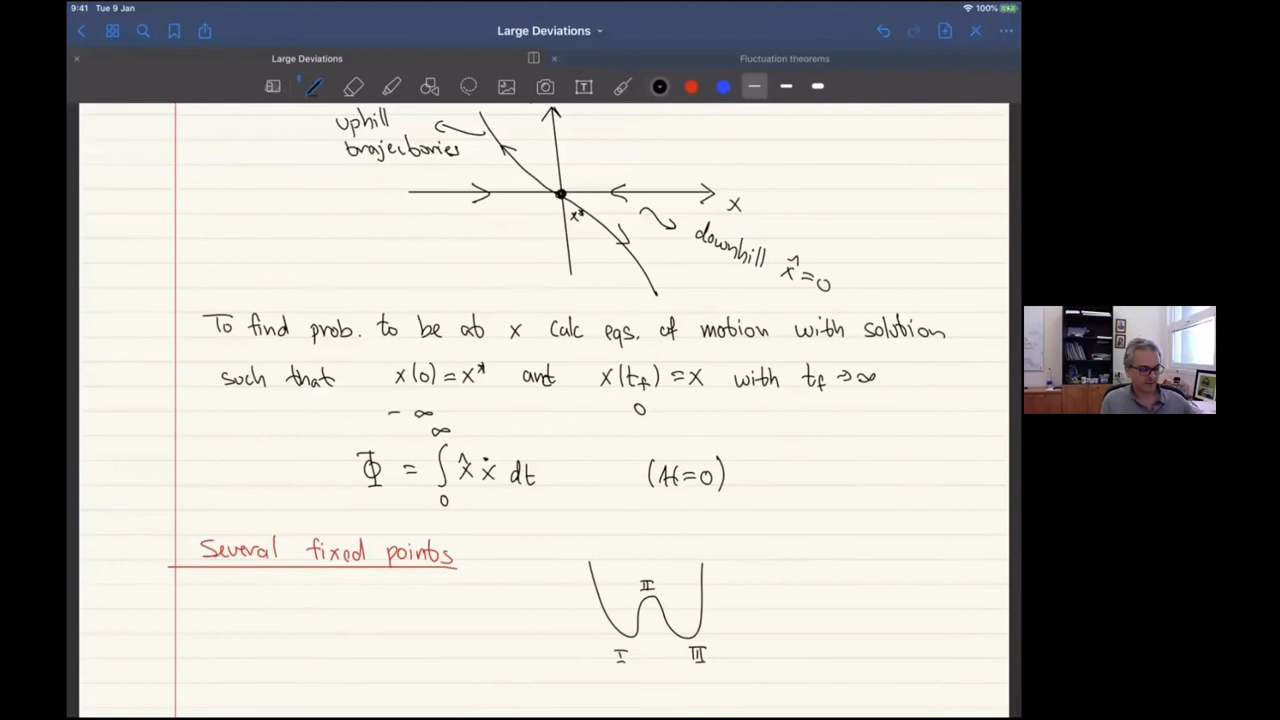 9:41 Tue 9 Jan
100%
Large Deviations
Large Deviations
Fluctuation theorems
uphill
trajectories
x
x*
downhill x̂=0
To find prob. to be at x calc eqs. of motion with solution
such that x(0)=x* and x(t_f)=x with t_f→∞
-∞ 0
Φ = ∫₀^∞ x̂ ẋ dt (H=0)
Several fixed points
II
I III